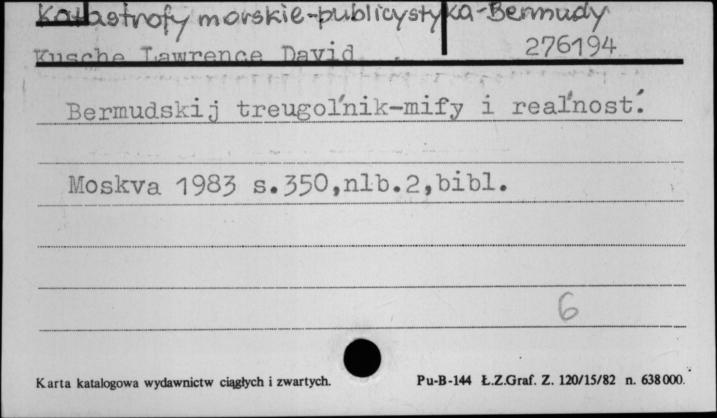 Katastrofy morskie-publicystyka-Bermudy
Kusche Lawrence David 276194
Bermudskij treugol'nik-mify i real'nost'.
Moskva 1983 s.350,nlb.2,bibl.
6
Karta katalogowa wydawnictw ciągłych i zwartych. Pu-B-144 Ł.Z.Graf. Z. 120/15/82 n. 638000.